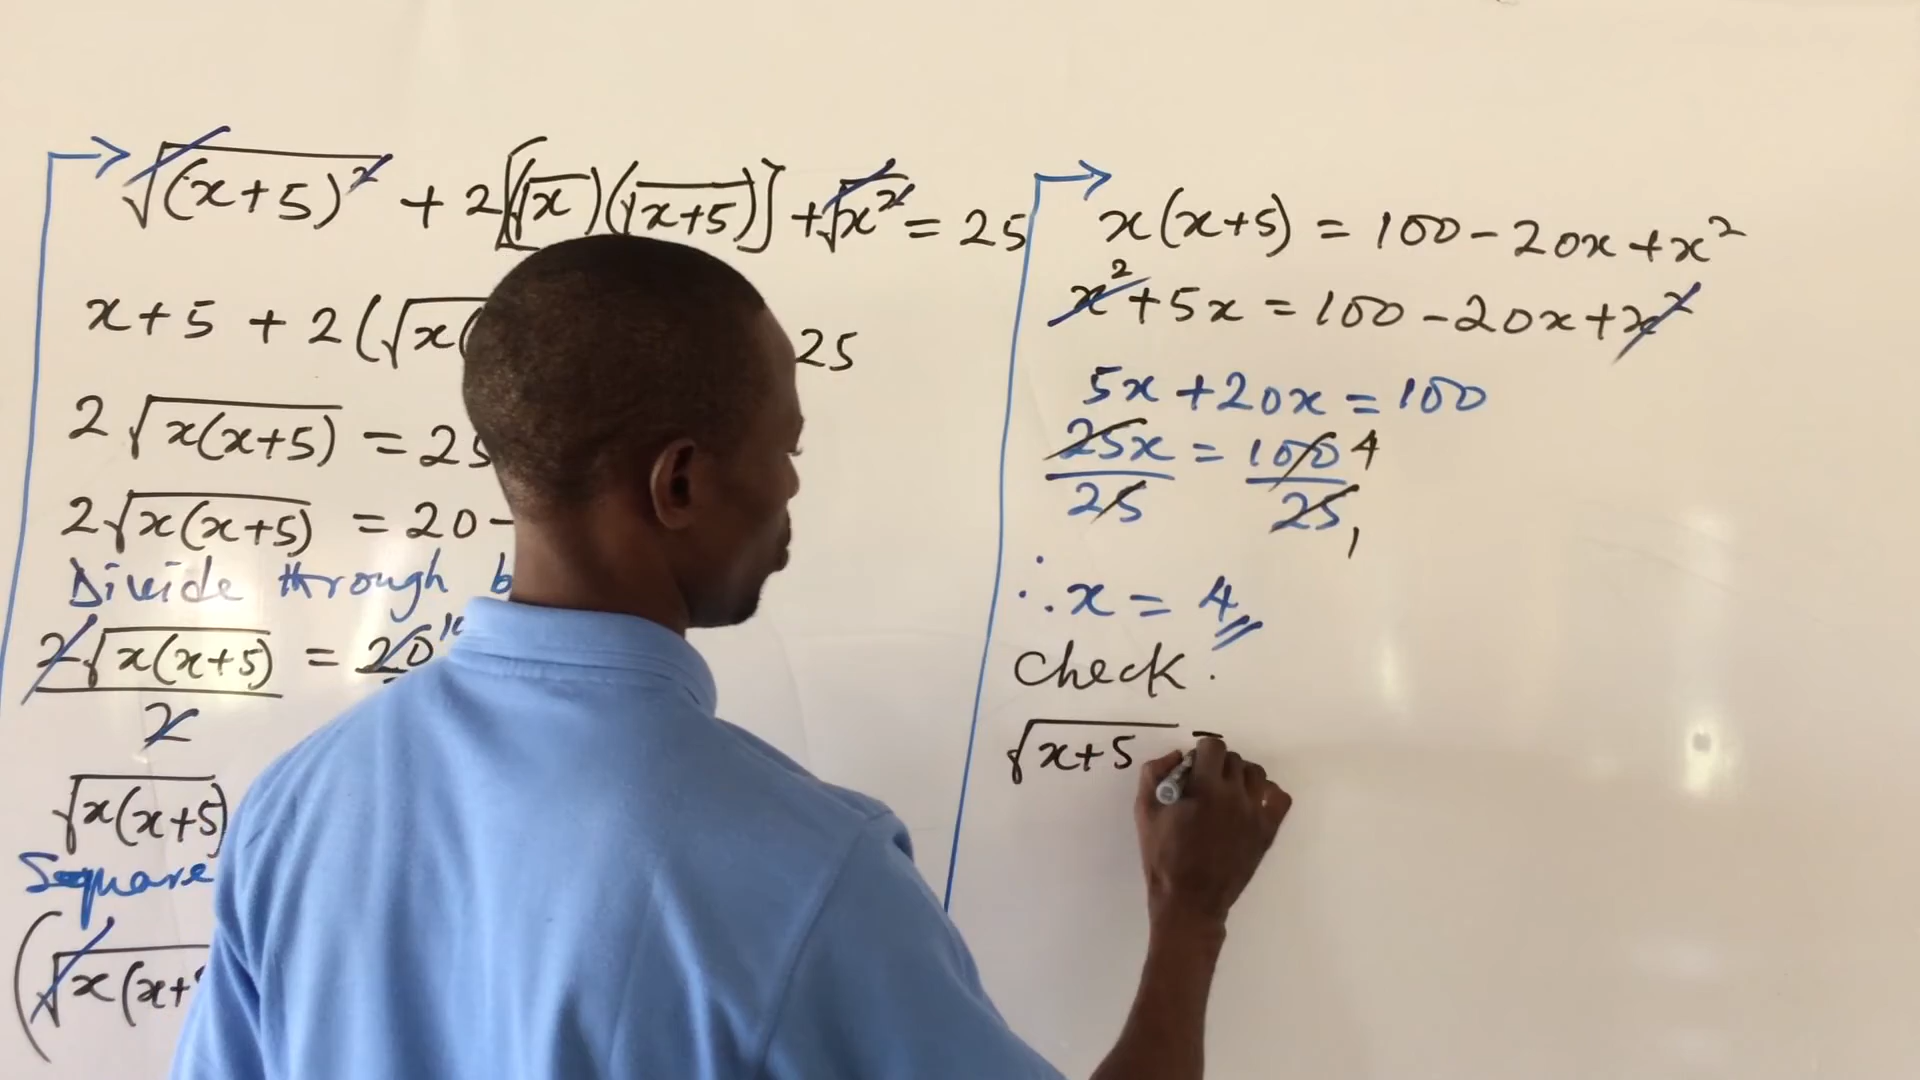 √(x+5)² + 2[(√x)(√x+5)] + √x² = 25
x+5 + 2(√x( 25
2√x(x+5) = 25
2√x(x+5) = 20-
Divide through b
2√x(x+5) = 20 10
2
√x(x+5)
Square
(√x(x+5
x(x+5) = 100-20x+x²
x²+5x = 100-20x+x²
5x+20x = 100
25x = 100 4
25 25 1
∴x = 4
Check.
√x+5